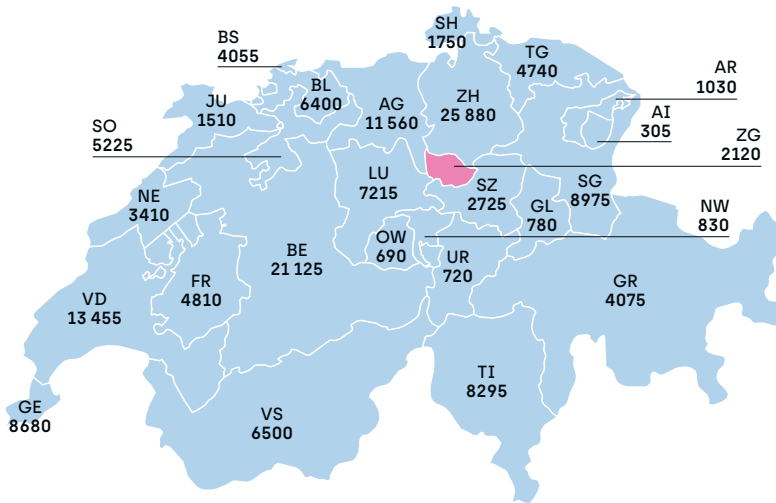 SH
1750
BS
4055
TG
4740
AR
1030
BL
6400
ZH
25 880
AG
11 560
JU
1510
AI
305
SO
5225
ZG
2120
LU
7215
SZ
2725
SG
8975
NE
3410
GL
780
NW
830
OW
690
BE
21 125
UR
720
FR
4810
GR
4075
VD
13 455
TI
8295
GE
8680
VS
6500